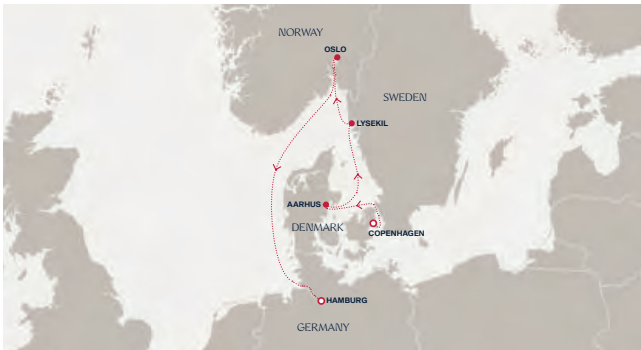 NORWAY
OSLO
SWEDEN
LYSEKIL
AARHUS
DENMARK
COPENHAGEN
HAMBURG
GERMANY